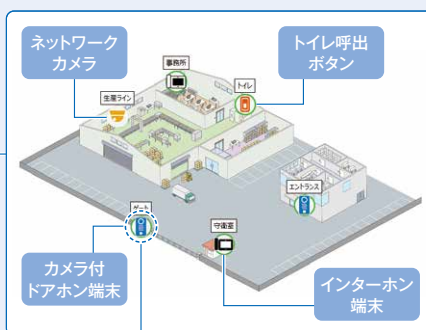 ネットワーク
カメラ
トイレ呼出
ボタン
事務所
トイレ
生産ライン
エントランス
ゲート
守衛室
カメラ付
ドアホン端末
インターホン
端末